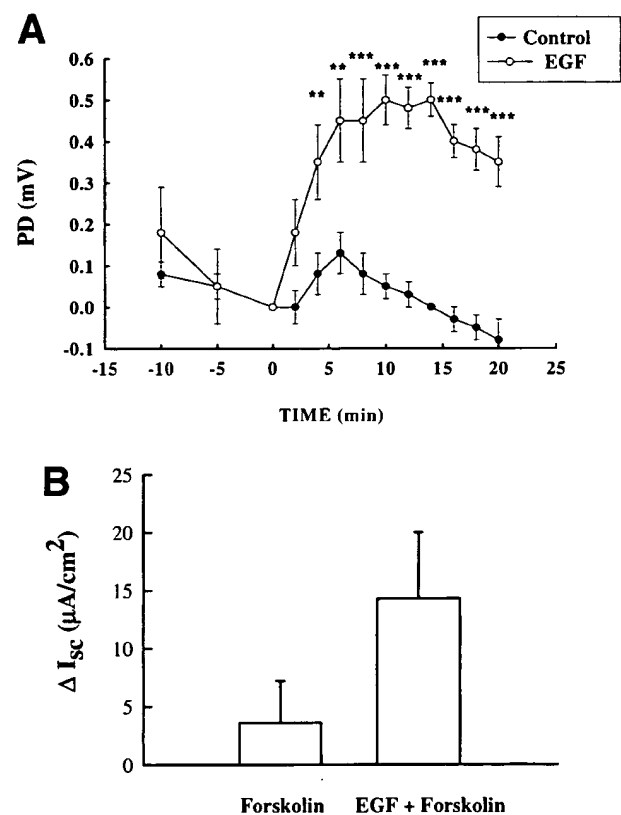 A
Control
EGF
0.6
0.5
0.4
0.3
0.2
0.1
0.0
-0.1
PD (mV)
** ** *** *** *** *** *** *** ***
-15 -10 -5 0 5 10 15 20 25
TIME (min)
B
25
20
15
10
5
0
Δ Isc (μA/cm²)
Forskolin EGF + Forskolin